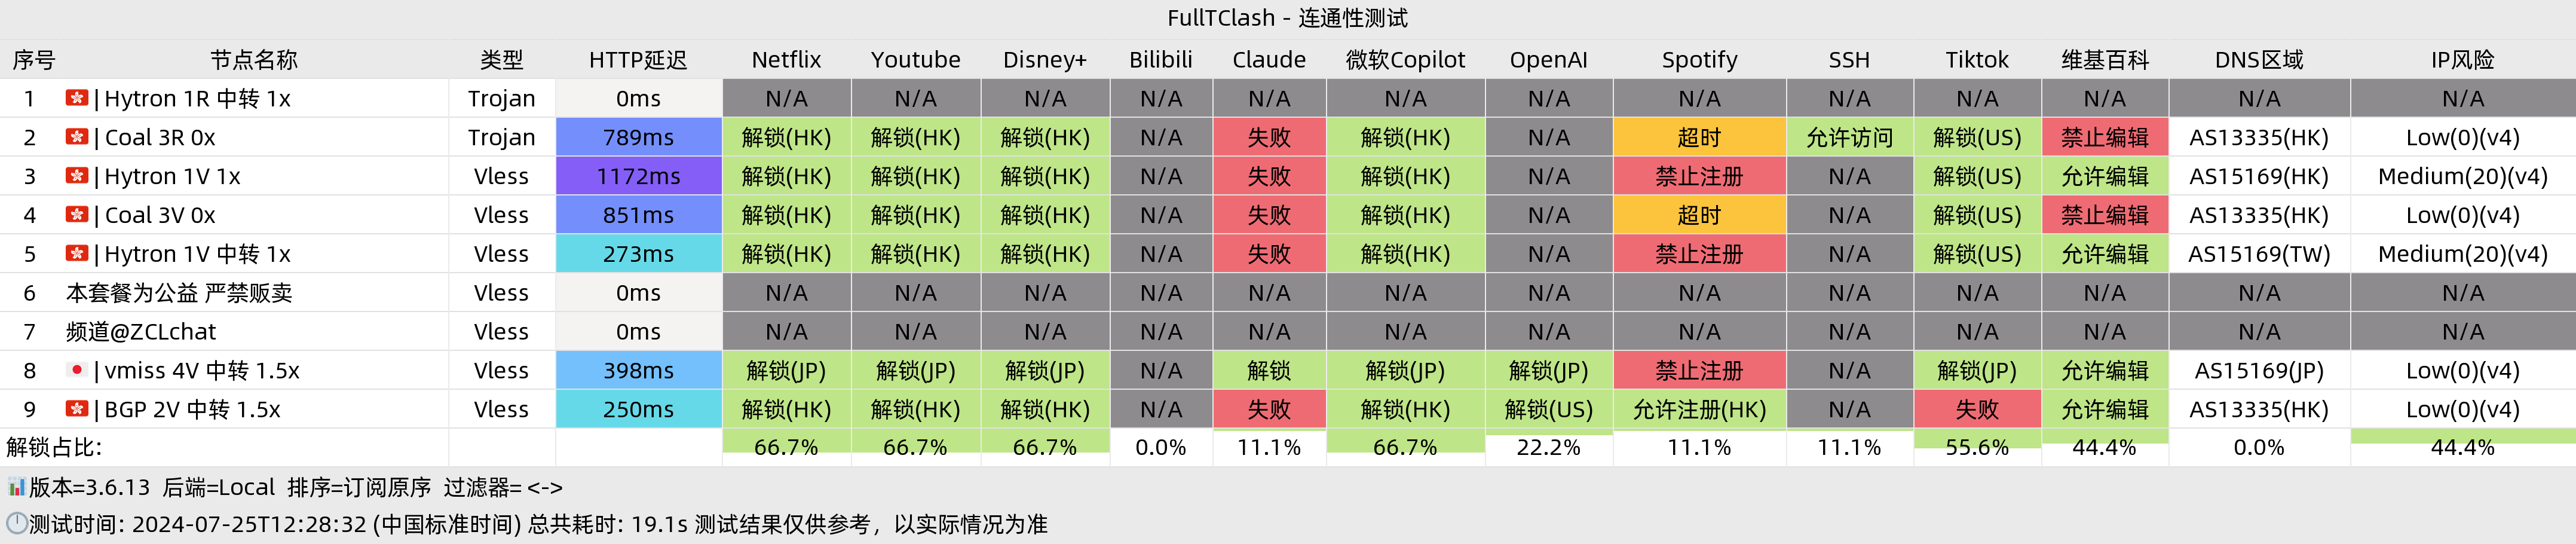 FullTClash - 连通性测试
序号 节点名称 类型 HTTP延迟 Netflix Youtube Disney+ Bilibili Claude 微软Copilot OpenAI Spotify SSH Tiktok 维基百科 DNS区域 IP风险
1 🇭🇰 | Hytron 1R 中转 1x Trojan 0ms N/A N/A N/A N/A N/A N/A N/A N/A N/A N/A N/A N/A N/A
2 🇭🇰 | Coal 3R 0x Trojan 789ms 解锁(HK) 解锁(HK) 解锁(HK) N/A 失败 解锁(HK) N/A 超时 允许访问 解锁(US) 禁止编辑 AS13335(HK) Low(0)(v4)
3 🇭🇰 | Hytron 1V 1x Vless 1172ms 解锁(HK) 解锁(HK) 解锁(HK) N/A 失败 解锁(HK) N/A 禁止注册 N/A 解锁(US) 允许编辑 AS15169(HK) Medium(20)(v4)
4 🇭🇰 | Coal 3V 0x Vless 851ms 解锁(HK) 解锁(HK) 解锁(HK) N/A 失败 解锁(HK) N/A 超时 N/A 解锁(US) 禁止编辑 AS13335(HK) Low(0)(v4)
5 🇭🇰 | Hytron 1V 中转 1x Vless 273ms 解锁(HK) 解锁(HK) 解锁(HK) N/A 失败 解锁(HK) N/A 禁止注册 N/A 解锁(US) 允许编辑 AS15169(TW) Medium(20)(v4)
6 本套餐为公益 严禁贩卖 Vless 0ms N/A N/A N/A N/A N/A N/A N/A N/A N/A N/A N/A N/A N/A
7 频道@ZCLchat Vless 0ms N/A N/A N/A N/A N/A N/A N/A N/A N/A N/A N/A N/A N/A
8 🇯🇵 | vmiss 4V 中转 1.5x Vless 398ms 解锁(JP) 解锁(JP) 解锁(JP) N/A 解锁 解锁(JP) 解锁(JP) 禁止注册 N/A 解锁(JP) 允许编辑 AS15169(JP) Low(0)(v4)
9 🇭🇰 | BGP 2V 中转 1.5x Vless 250ms 解锁(HK) 解锁(HK) 解锁(HK) N/A 失败 解锁(HK) 解锁(US) 允许注册(HK) N/A 失败 允许编辑 AS13335(HK) Low(0)(v4)
解锁占比: 66.7% 66.7% 66.7% 0.0% 11.1% 66.7% 22.2% 11.1% 11.1% 55.6% 44.4% 0.0% 44.4%
📊版本=3.6.13 后端=Local 排序=订阅原序 过滤器= <->
🕛测试时间: 2024-07-25T12:28:32 (中国标准时间) 总共耗时: 19.1s 测试结果仅供参考，以实际情况为准